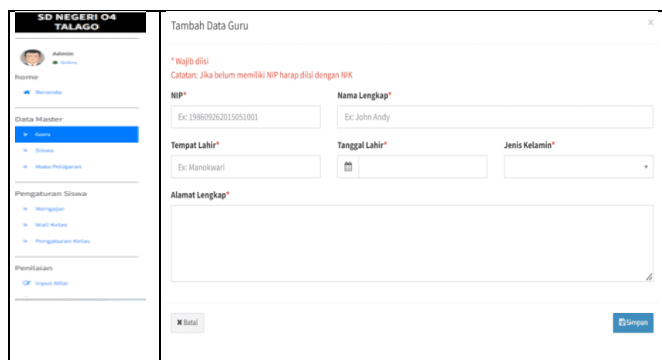 SD NEGERI 04
TALAGO
Admin
Online
home
Beranda
Data Master
Guru
Siswa
Mata Pelajaran
Pengaturan Siswa
Mengajar
Wali Kelas
Pengaturan Kelas
Penilaian
Input Nilai
Tambah Data Guru
* Wajib diisi
Catatan: Jika belum memiliki NIP harap diisi dengan NIK
NIP* Nama Lengkap*
Ex: 198609262015051001 Ex: John Andy
Tempat Lahir* Tanggal Lahir* Jenis Kelamin*
Ex: Manokwari
Alamat Lengkap*
Batal Simpan